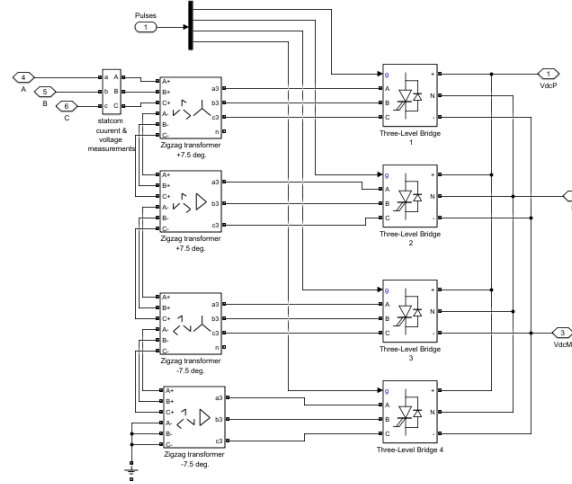 Pulses
1
4
A
5
B
6
C
a A
b B
c C
statcom
cuurent &
voltage
measurements
A+
B+
C+
A-
B-
C-
a3
b3
c3
n
Zigzag transformer
+7.5 deg.
g
A
B
C
+
N
-
Three-Level Bridge
1
1
VdcP
A+
B+
C+
A-
B-
C-
a3
b3
c3
Zigzag transformer
+7.5 deg.
g
A
B
C
+
N
-
Three-Level Bridge
2
A+
B+
C+
A-
B-
C-
a3
b3
c3
n
Zigzag transformer
-7.5 deg.
g
A
B
C
+
N
-
Three-Level Bridge
3
3
VdcM
A+
B+
C+
A-
B-
C-
a3
b3
c3
Zigzag transformer
-7.5 deg.
g
A
B
C
+
N
-
Three-Level Bridge 4